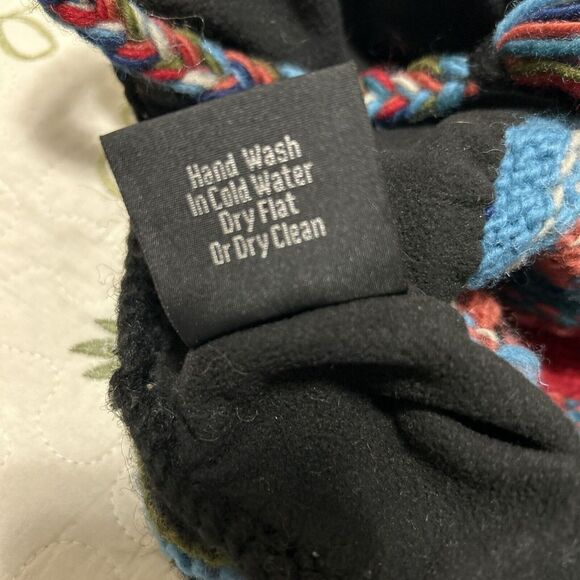 Hand Wash
In Cold Water
Dry Flat
Or Dry Clean